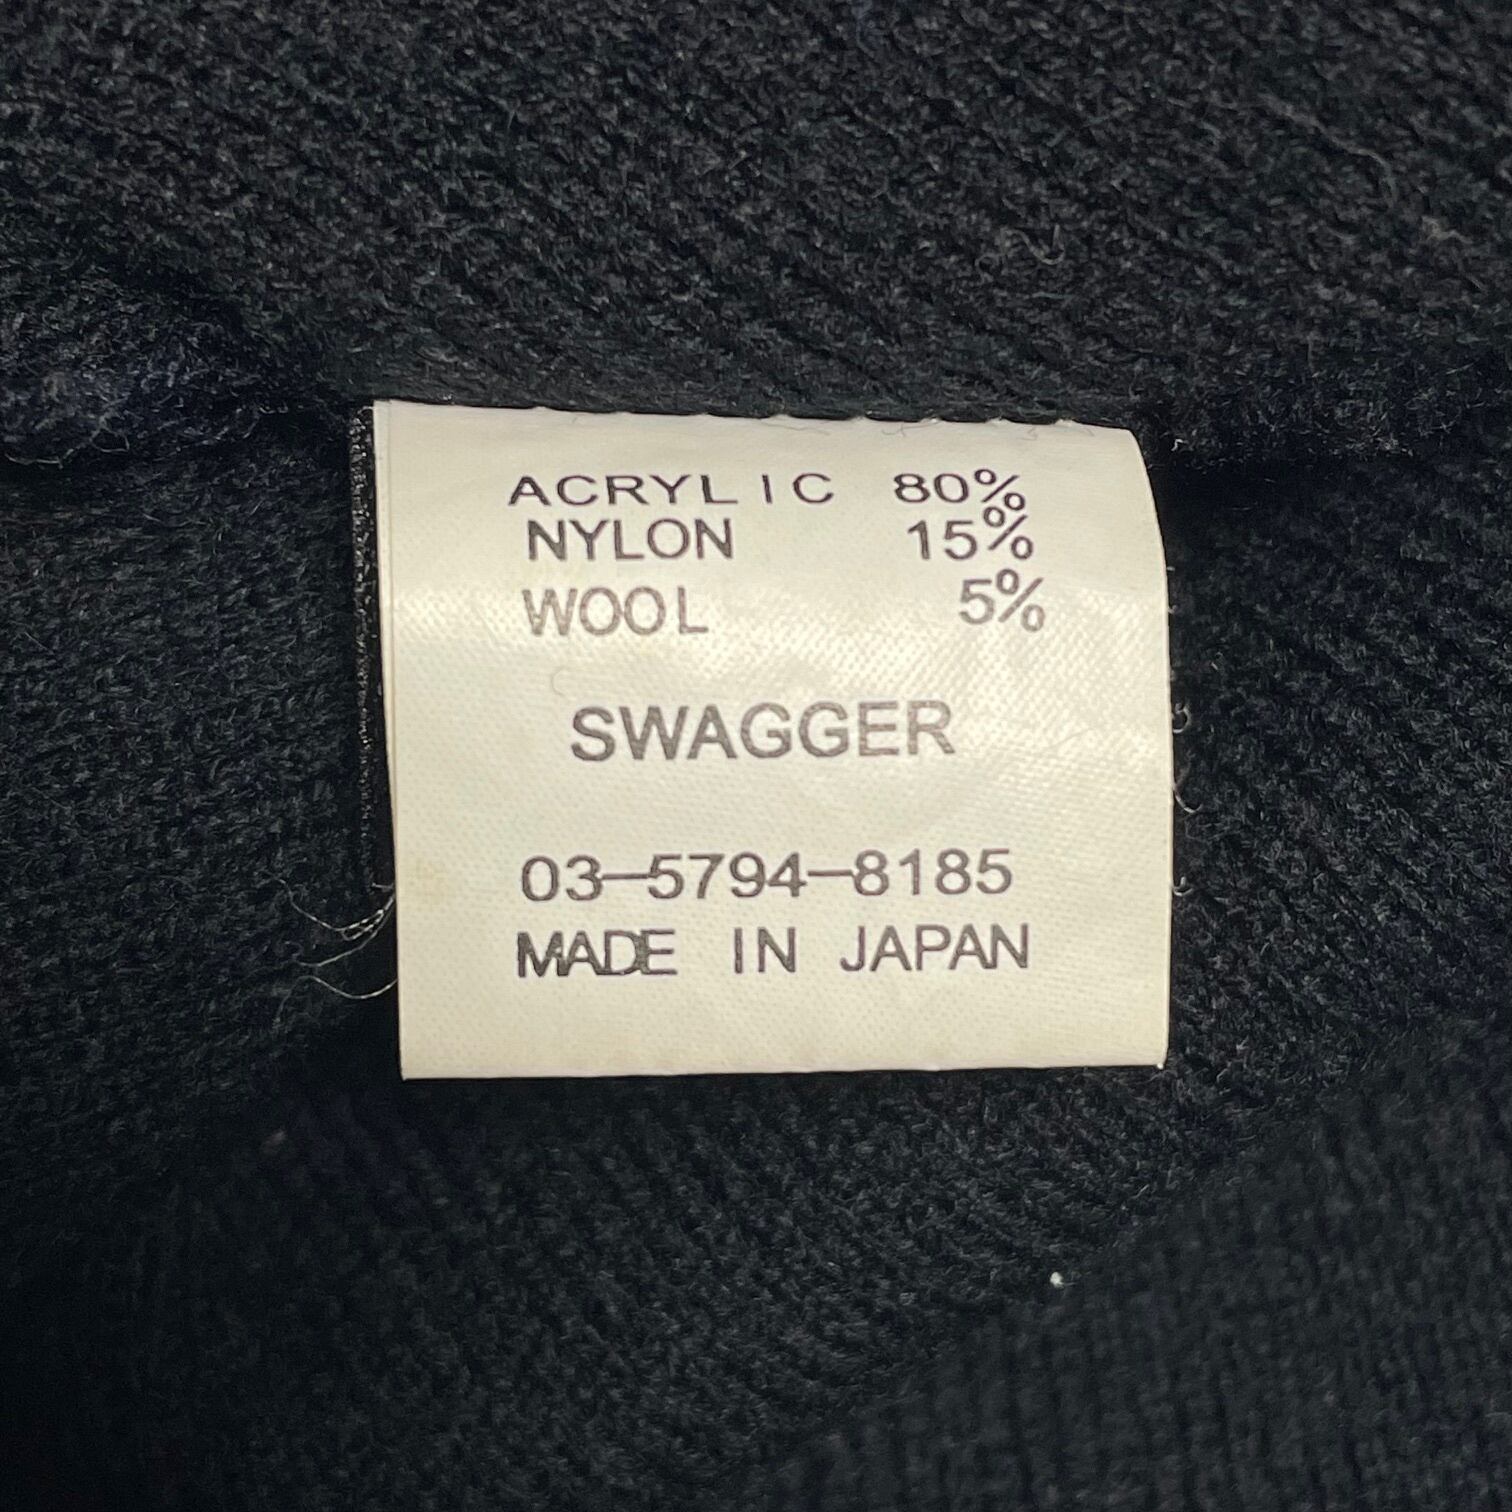 ACRYLIC 80%
NYLON 15%
WOOL 5%
SWAGGER
03-5794-8185
MADE IN JAPAN